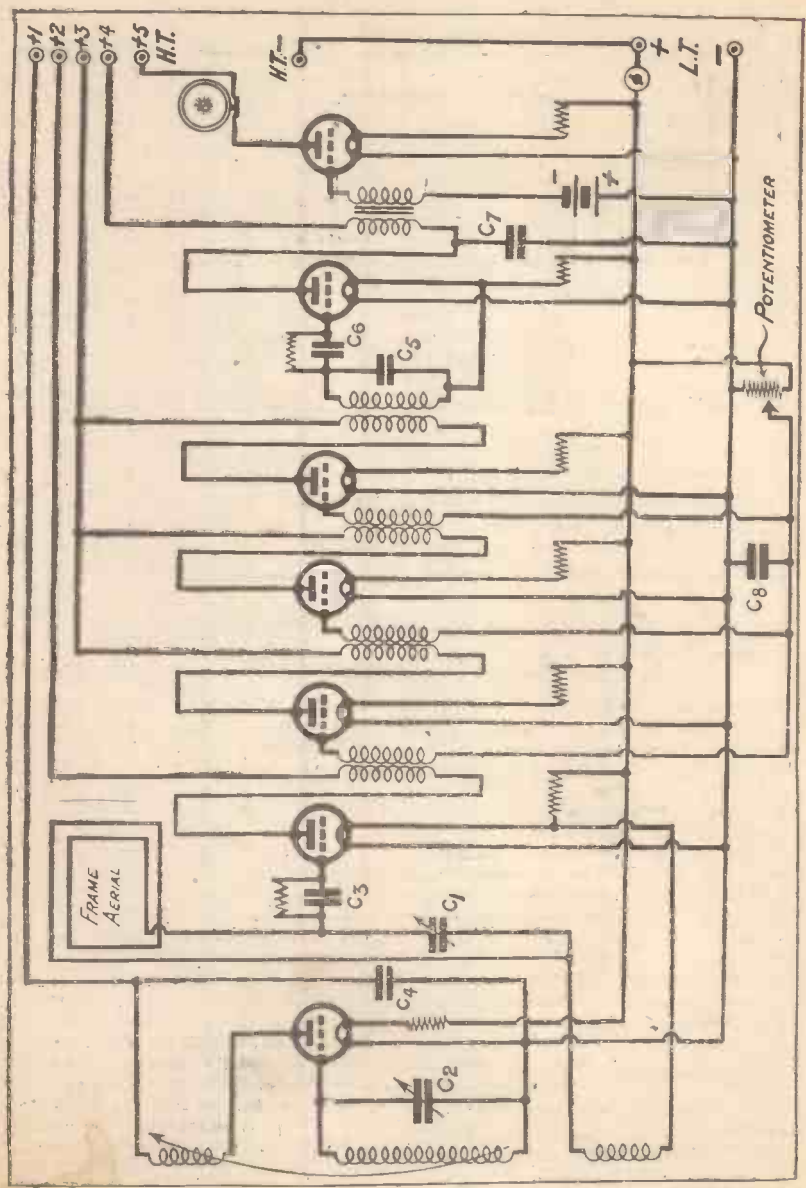 +1
+2
+3
+4
+5
H.T.
H.T.-
+
L.T.
-
-
+
C7
C6
C5
POTENTIOMETER
C8
FRAME
AERIAL
C3
C1
C4
C2